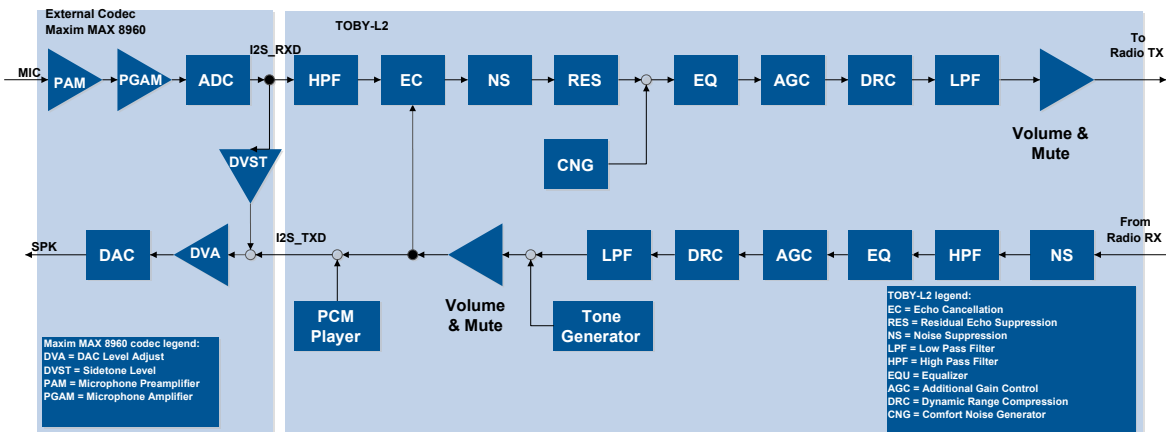 External Codec
Maxim MAX 8960
TOBY-L2
I2S_RXD
To
Radio TX
MIC
PAM
PGAM
ADC
HPF
EC
NS
RES
EQ
AGC
DRC
LPF
Volume &
Mute
CNG
DVST
From
Radio RX
SPK
DAC
DVA
I2S_TXD
LPF
DRC
AGC
EQ
HPF
NS
Volume
& Mute
PCM
Player
Tone
Generator
TOBY-L2 legend:
EC = Echo Cancellation
RES = Residual Echo Suppression
NS = Noise Suppression
LPF = Low Pass Filter
HPF = High Pass Filter
EQU = Equalizer
AGC = Additional Gain Control
DRC = Dynamic Range Compression
CNG = Comfort Noise Generator
Maxim MAX 8960 codec legend:
DVA = DAC Level Adjust
DVST = Sidetone Level
PAM = Microphone Preamplifier
PGAM = Microphone Amplifier